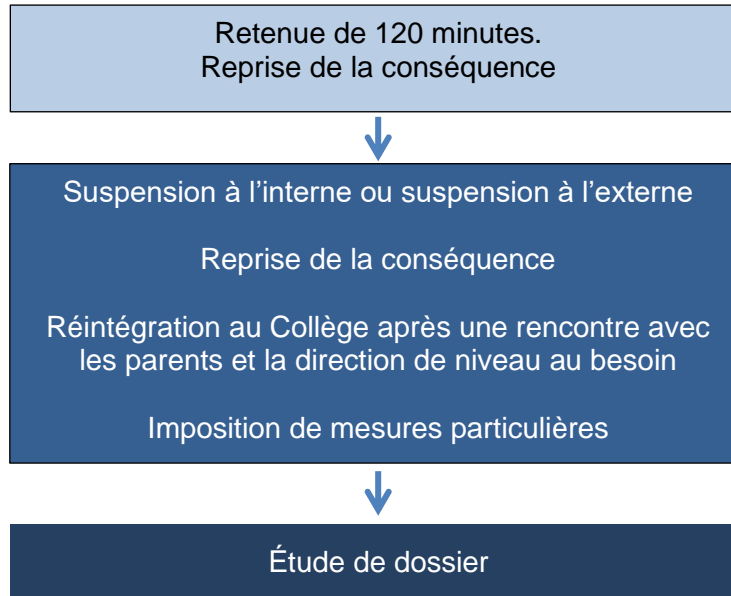 Retenue de 120 minutes.
Reprise de la conséquence
Suspension à l’interne ou suspension à l’externe
Reprise de la conséquence
Réintégration au Collège après une rencontre avec
les parents et la direction de niveau au besoin
Imposition de mesures particulières
Étude de dossier